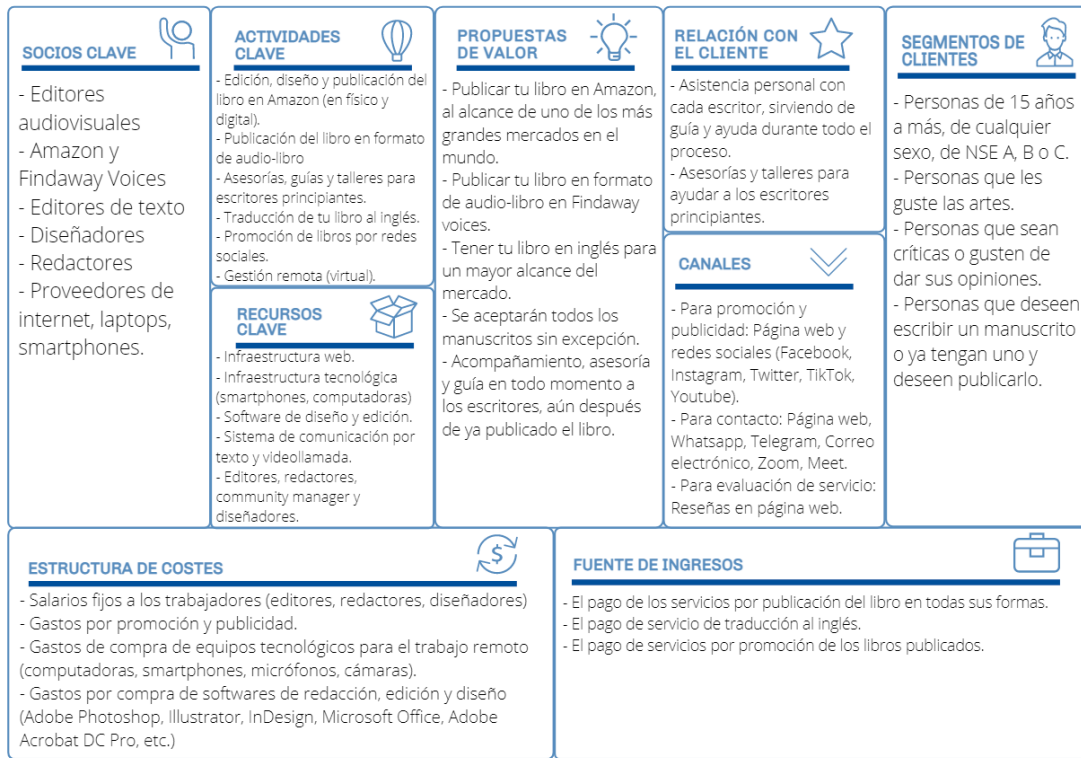 SOCIOS CLAVE
- Editores
audiovisuales
- Amazon y
Findaway Voices
- Editores de texto
- Diseñadores
- Redactores
- Proveedores de
internet, laptops,
smartphones.
ACTIVIDADES
CLAVE
- Edición, diseño y publicación del
libro en Amazon (en físico y
digital).
- Publicación del libro en formato
de audio-libro
- Asesorías, guías y talleres para
escritores principiantes.
- Traducción de tu libro al inglés.
- Promoción de libros por redes
sociales.
- Gestión remota (virtual).
RECURSOS
CLAVE
- Infraestructura web.
- Infraestructura tecnológica
(smartphones, computadoras)
- Software de diseño y edición.
- Sistema de comunicación por
texto y videollamada.
- Editores, redactores,
community manager y
diseñadores.
PROPUESTAS
DE VALOR
- Publicar tu libro en Amazon,
al alcance de uno de los más
grandes mercados en el
mundo.
- Publicar tu libro en formato
de audio-libro en Findaway
voices.
- Tener tu libro en inglés para
un mayor alcance del
mercado.
- Se aceptarán todos los
manuscritos sin excepción.
- Acompañamiento, asesoría
y guía en todo momento a
los escritores, aún después
de ya publicado el libro.
RELACIÓN CON
EL CLIENTE
- Asistencia personal con
cada escritor, sirviendo de
guía y ayuda durante todo el
proceso.
- Asesorías y talleres para
ayudar a los escritores
principiantes.
CANALES
- Para promoción y
publicidad: Página web y
redes sociales (Facebook,
Instagram, Twitter, TikTok,
Youtube).
- Para contacto: Página web,
Whatsapp, Telegram, Correo
electrónico, Zoom, Meet.
- Para evaluación de servicio:
Reseñas en página web.
SEGMENTOS DE
CLIENTES
- Personas de 15 años
a más, de cualquier
sexo, de NSE A, B o C.
- Personas que les
guste las artes.
- Personas que sean
críticas o gusten de
dar sus opiniones.
- Personas que deseen
escribir un manuscrito
o ya tengan uno y
deseen publicarlo.
ESTRUCTURA DE COSTES
$
- Salarios fijos a los trabajadores (editores, redactores, diseñadores)
- Gastos por promoción y publicidad.
- Gastos de compra de equipos tecnológicos para el trabajo remoto
(computadoras, smartphones, micrófonos, cámaras).
- Gastos por compra de softwares de redacción, edición y diseño
(Adobe Photoshop, Illustrator, InDesign, Microsoft Office, Adobe
Acrobat DC Pro, etc.)
FUENTE DE INGRESOS
- El pago de los servicios por publicación del libro en todas sus formas.
- El pago de servicio de traducción al inglés.
- El pago de servicios por promoción de los libros publicados.